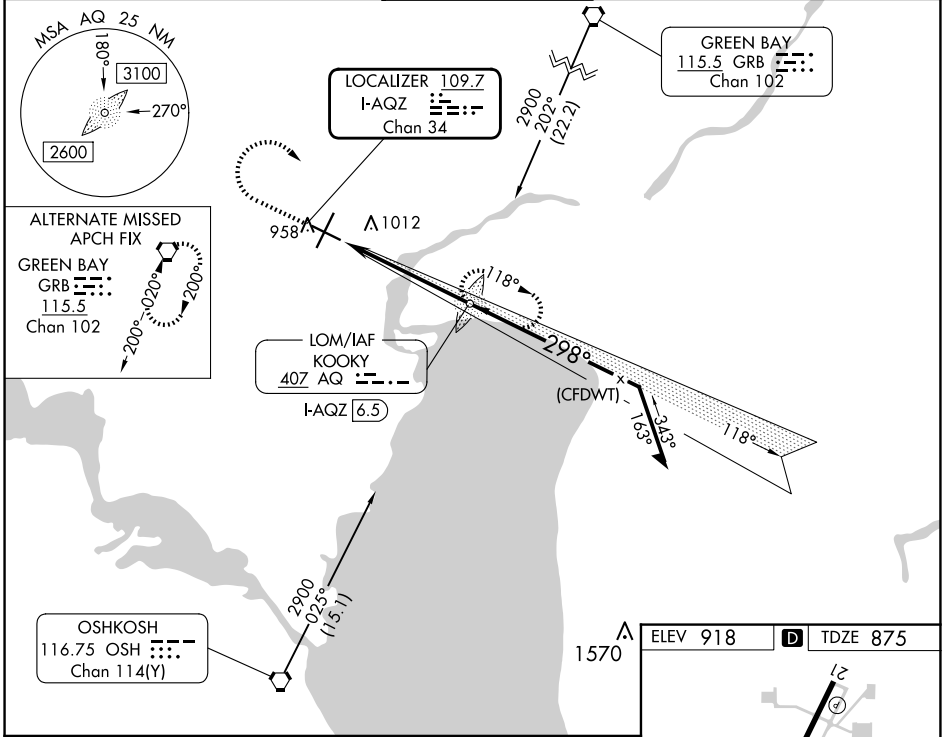 MSA AQ 25 NM
180°
3100
270°
2600
LOCALIZER 109.7
I-AQZ
Chan 34
GREEN BAY
115.5 GRB
Chan 102
2900
202°
(22.2)
ALTERNATE MISSED
APCH FIX
GREEN BAY
GRB
115.5
Chan 102
020°
200°
200°
958
1012
118°
LOM/IAF
KOOKY
407 AQ
I-AQZ 6.5
298°
x
(CFDWT)
343°
163°
118°
2900
025°
(15.1)
OSHKOSH
116.75 OSH
Chan 114(Y)
1570
ELEV 918 D TDZE 875
21
P